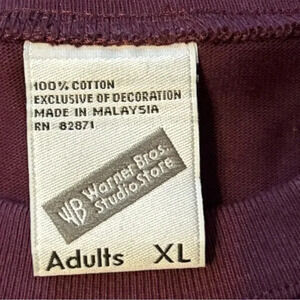 100% COTTON
EXCLUSIVE OF DECORATION
MADE IN MALAYSIA
RN 82871
WB Warner Bros.
Studio Store
Adults XL